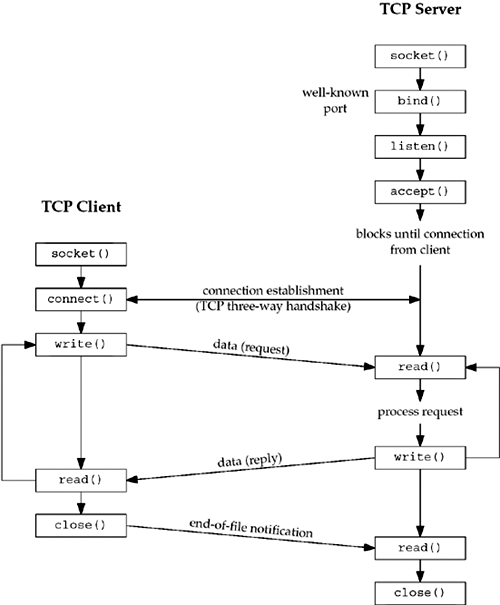 TCP Server
socket()
well-known
port
bind()
listen()
accept()
blocks until connection
from client
TCP Client
socket()
connect()
connection establishment
(TCP three-way handshake)
write()
data (request)
read()
process request
write()
data (reply)
read()
close()
end-of-file notification
read()
close()